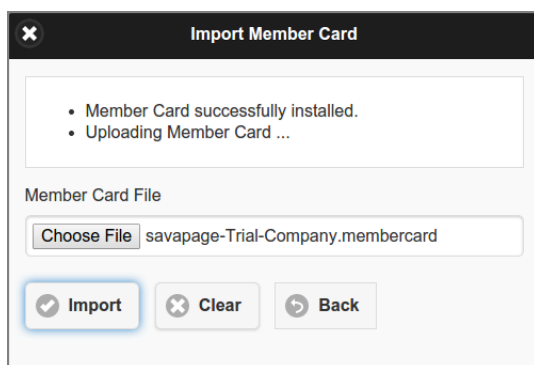 Import Member Card
Member Card successfully installed.
Uploading Member Card ...
Member Card File
Choose File savapage-Trial-Company.membercard
Import Clear Back